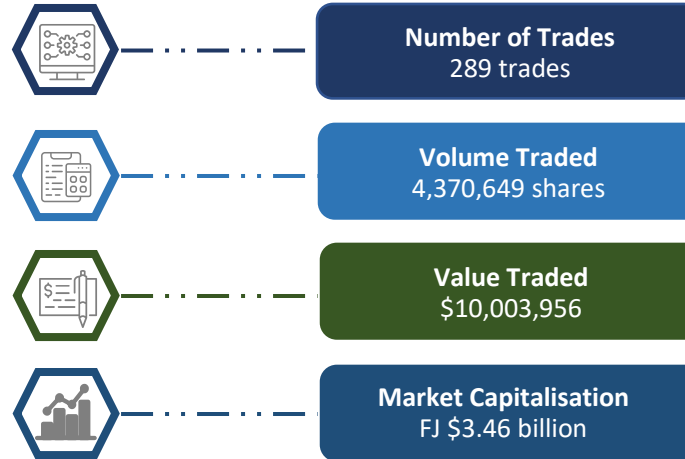 Number of Trades
289 trades
Volume Traded
4,370,649 shares
$=
Value Traded
$10,003,956
Market Capitalisation
FJ $3.46 billion